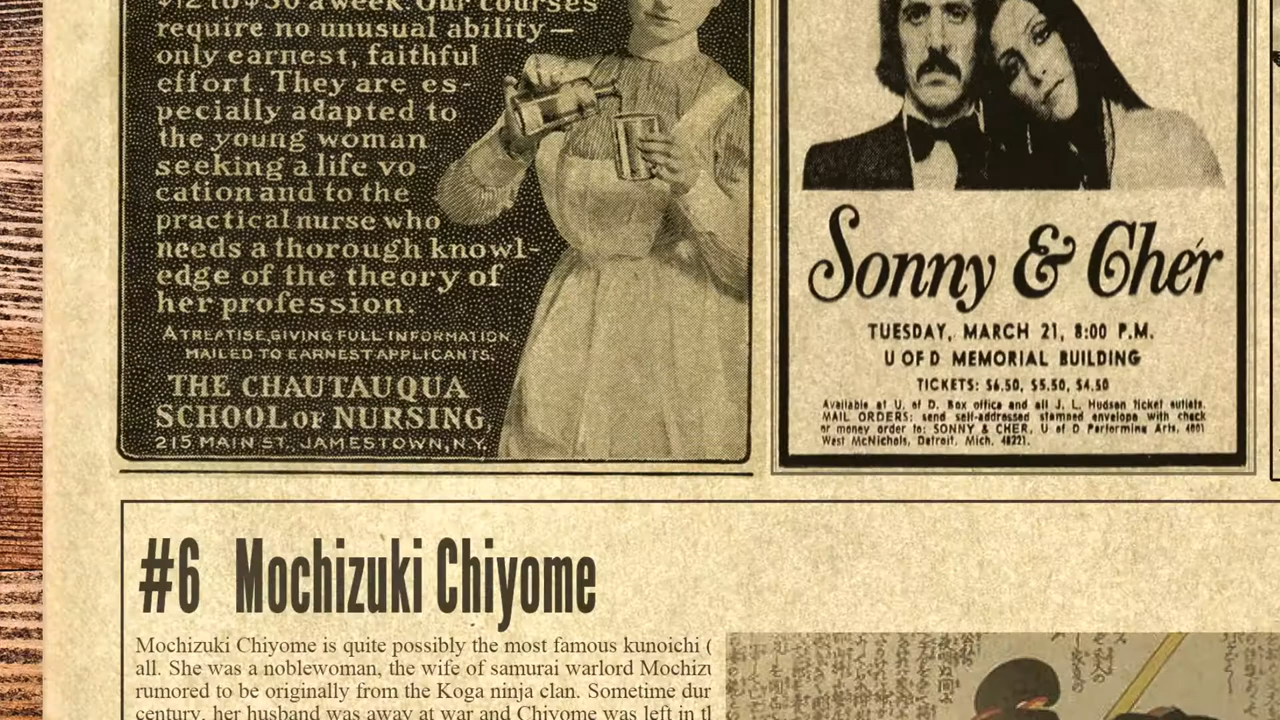 $12 to $30 a week. Our courses
require no unusual ability—
only earnest, faithful
effort. They are es-
pecially adapted to
the young woman
seeking a life vo-
cation and to the
practical nurse who
needs a thorough knowl-
edge of the theory of
her profession.
A TREATISE GIVING FULL INFORMATION
MAILED TO EARNEST APPLICANTS.
THE CHAUTAUQUA
SCHOOL OF NURSING
215 MAIN ST. JAMESTOWN, N.Y.
Sonny & Cher
TUESDAY, MARCH 21, 8:00 P.M.
U OF D MEMORIAL BUILDING
TICKETS: $6.50, $5.50, $4.50
Available at U. of D. Box office and all J. L. Hudson ticket outlets.
MAIL ORDERS: send self-addressed stamped envelope with check
or money order to: SONNY & CHER, U of D Performing Arts, 4001
West McNichols, Detroit, Mich. 48221.
#6 Mochizuki Chiyome
Mochizuki Chiyome is quite possibly the most famous kunoichi (
all. She was a noblewoman, the wife of samurai warlord Mochizu
rumored to be originally from the Koga ninja clan. Sometime dur
century, her husband was away at war and Chiyome was left in tl